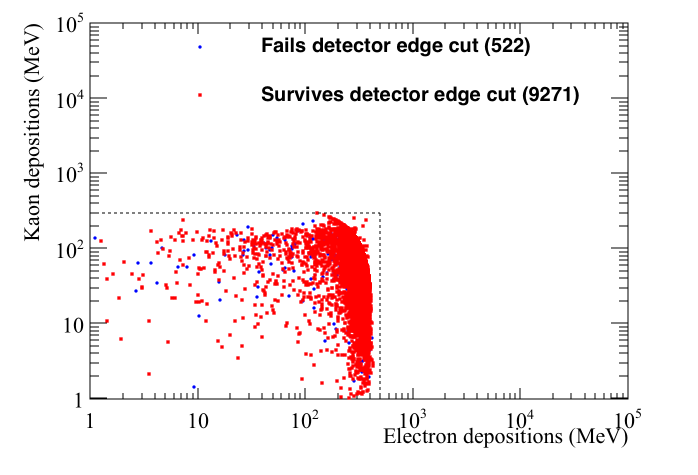 10^5
Fails detector edge cut (522)
10^4
Survives detector edge cut (9271)
10^3
10^2
10
1
Kaon depositions (MeV)
1 10 10^2 10^3 10^4 10^5
Electron depositions (MeV)